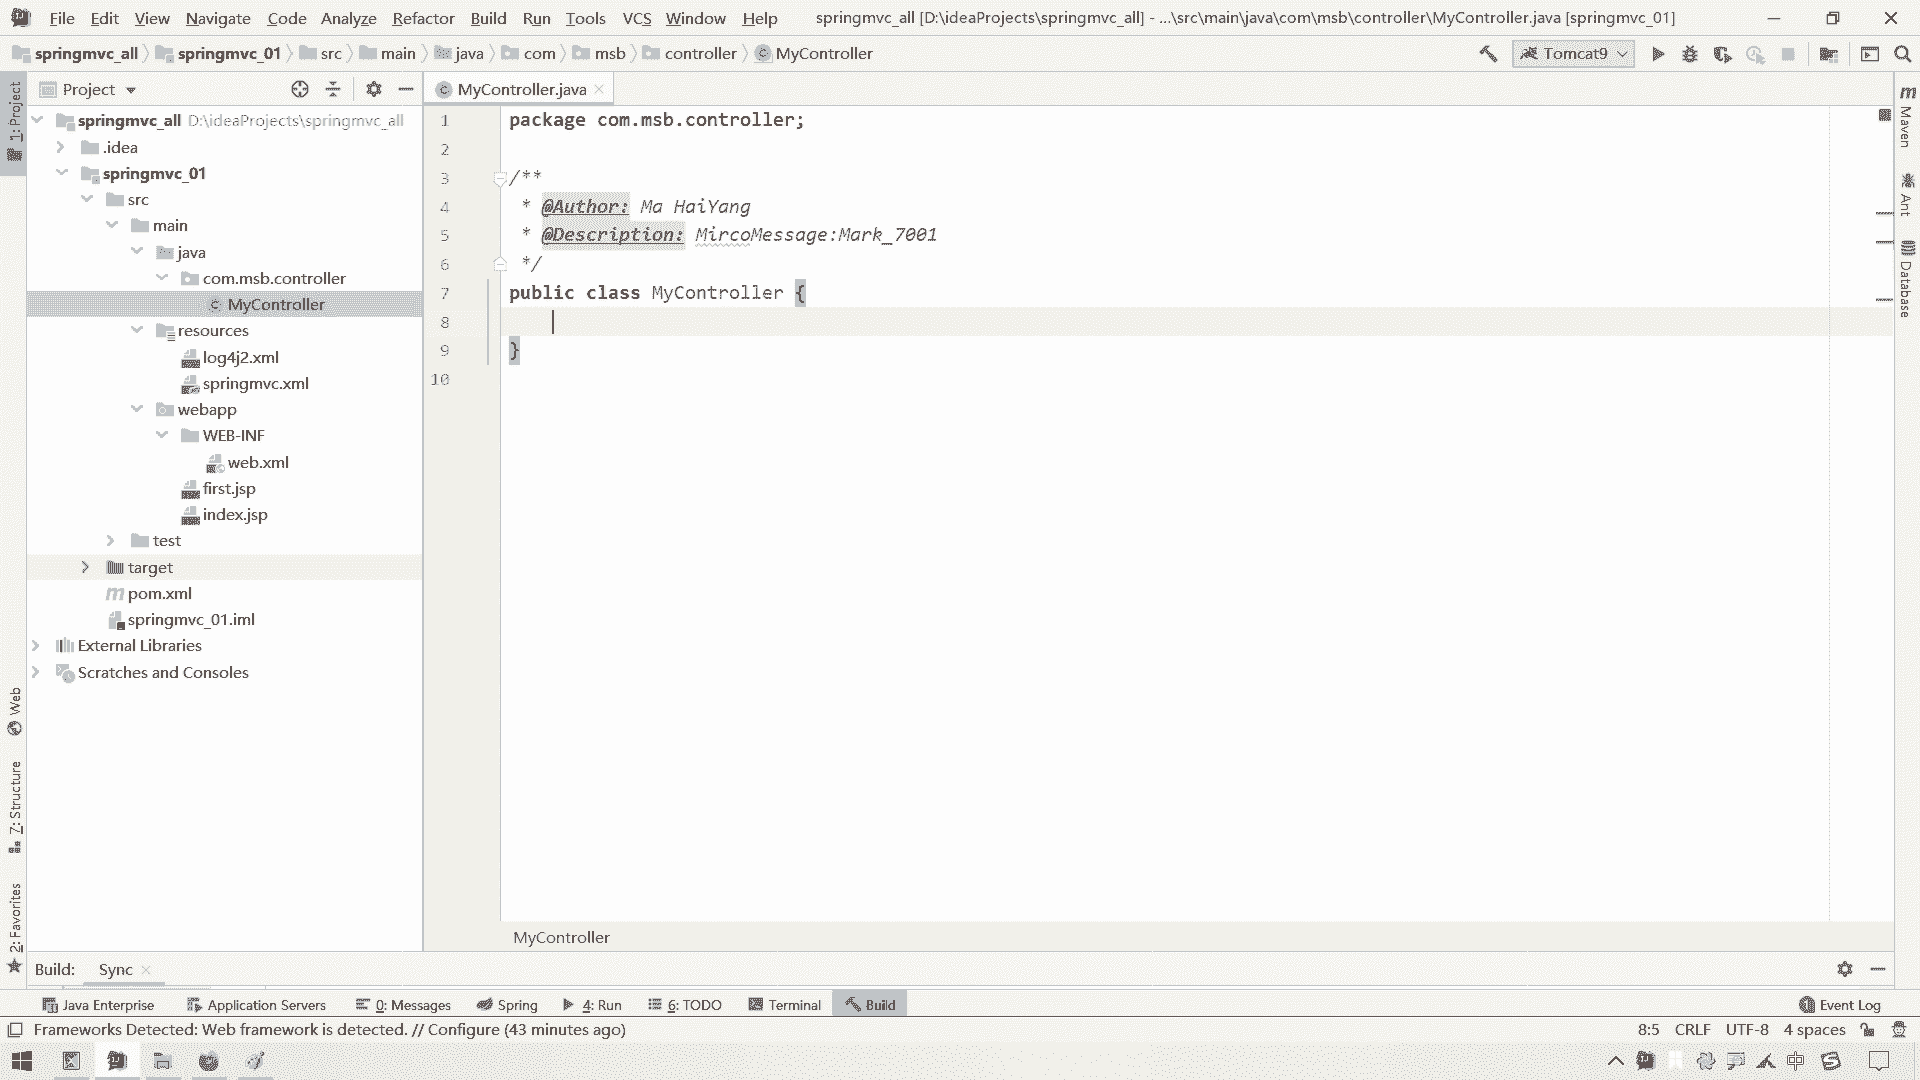 File Edit View Navigate Code Analyze Refactor Build Run Tools VCS Window Help springmvc_all [D:\ideaProjects\springmvc_all] - ...\src\main\java\com\msb\controller\MyController.java [springmvc_01]
springmvc_all springmvc_01 src main java com msb controller MyController Tomcat9
Project
MyController.java
1: Project
springmvc_all D:\ideaProjects\springmvc_all
.idea
springmvc_01
src
main
java
com.msb.controller
MyController
resources
log4j2.xml
springmvc.xml
webapp
WEB-INF
web.xml
first.jsp
index.jsp
test
target
pom.xml
springmvc_01.iml
External Libraries
Scratches and Consoles
Web
7: Structure
2: Favorites
1 package com.msb.controller;
2
3 /**
4 * @Author: Ma HaiYang
5 * @Description: MircoMessage:Mark_7001
6 */
7 public class MyController {
8
9 }
10
MyController
Maven
Ant
Database
Build: Sync
Java Enterprise Application Servers 0: Messages Spring 4: Run 6: TODO Terminal Build Event Log
Frameworks Detected: Web framework is detected. // Configure (43 minutes ago) 8:5 CRLF UTF-8 4 spaces
中